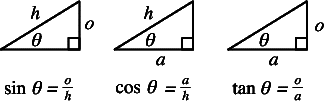 h o θ
h θ a
θ o a
sin θ = o/h cos θ = a/h tan θ = o/a